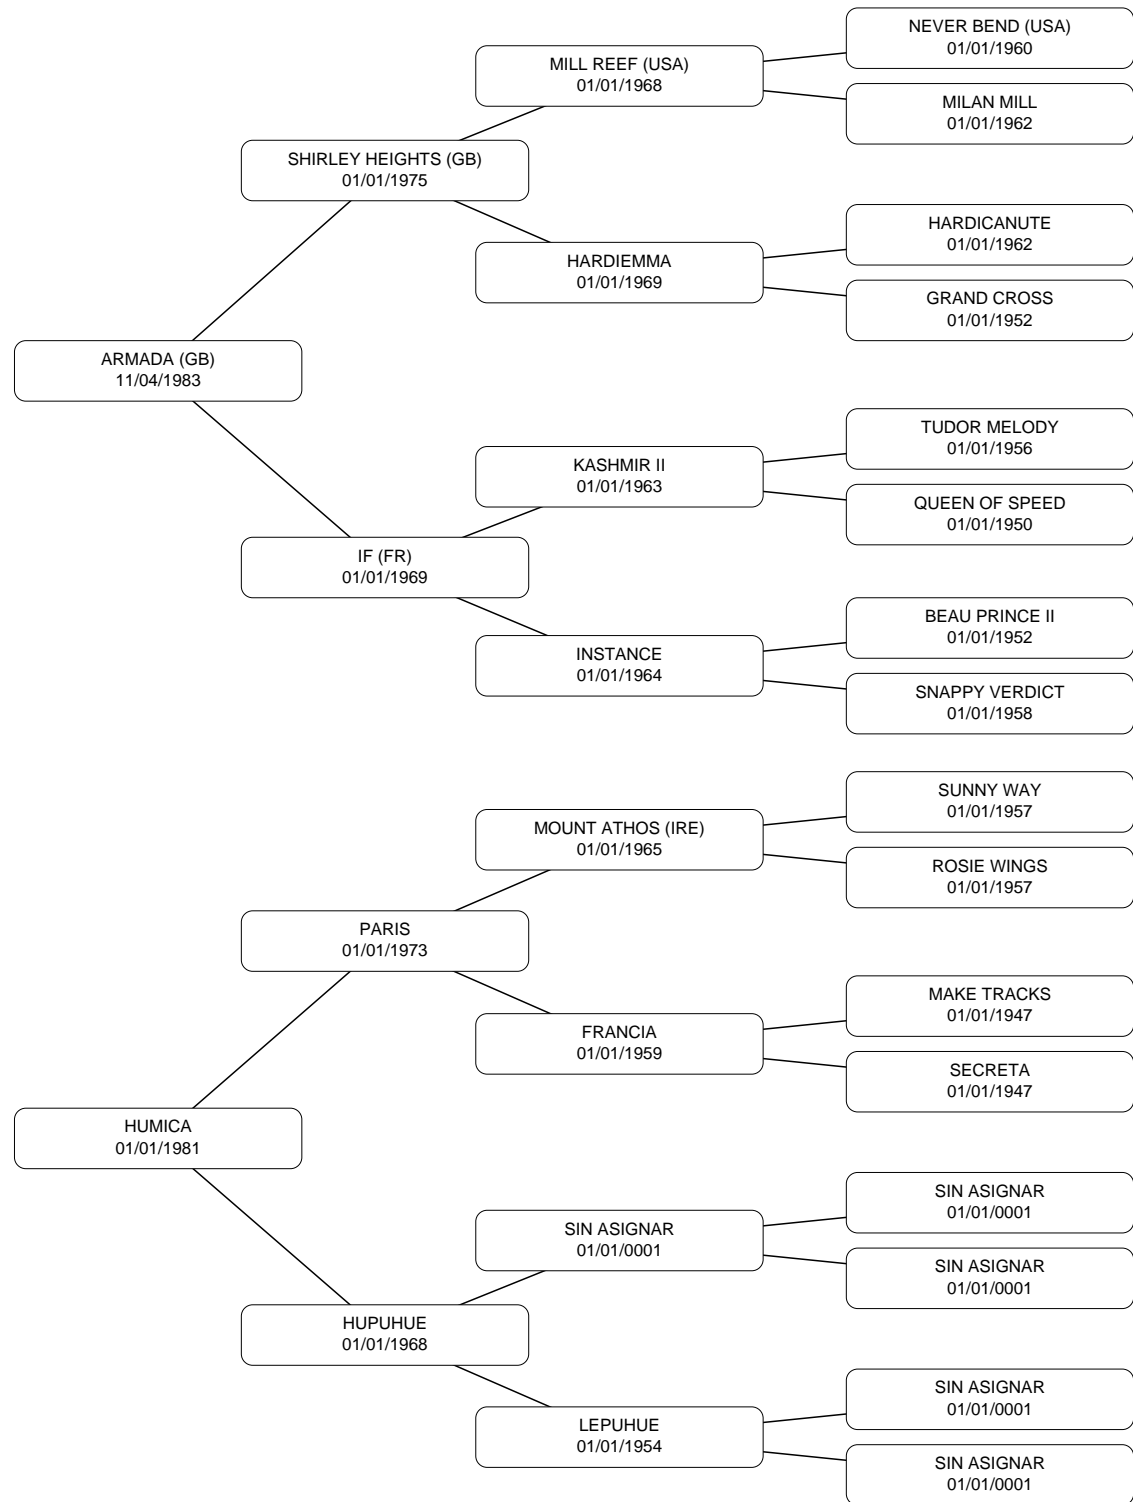 NEVER BEND (USA)
01/01/1960
MILL REEF (USA)
01/01/1968
MILAN MILL
01/01/1962
SHIRLEY HEIGHTS (GB)
01/01/1975
HARDICANUTE
01/01/1962
HARDIEMMA
01/01/1969
GRAND CROSS
01/01/1952
ARMADA (GB)
11/04/1983
TUDOR MELODY
01/01/1956
KASHMIR II
01/01/1963
QUEEN OF SPEED
01/01/1950
IF (FR)
01/01/1969
BEAU PRINCE II
01/01/1952
INSTANCE
01/01/1964
SNAPPY VERDICT
01/01/1958
SUNNY WAY
01/01/1957
MOUNT ATHOS (IRE)
01/01/1965
ROSIE WINGS
01/01/1957
PARIS
01/01/1973
MAKE TRACKS
01/01/1947
FRANCIA
01/01/1959
SECRETA
01/01/1947
HUMICA
01/01/1981
SIN ASIGNAR
01/01/0001
SIN ASIGNAR
01/01/0001
SIN ASIGNAR
01/01/0001
HUPUHUE
01/01/1968
SIN ASIGNAR
01/01/0001
LEPUHUE
01/01/1954
SIN ASIGNAR
01/01/0001